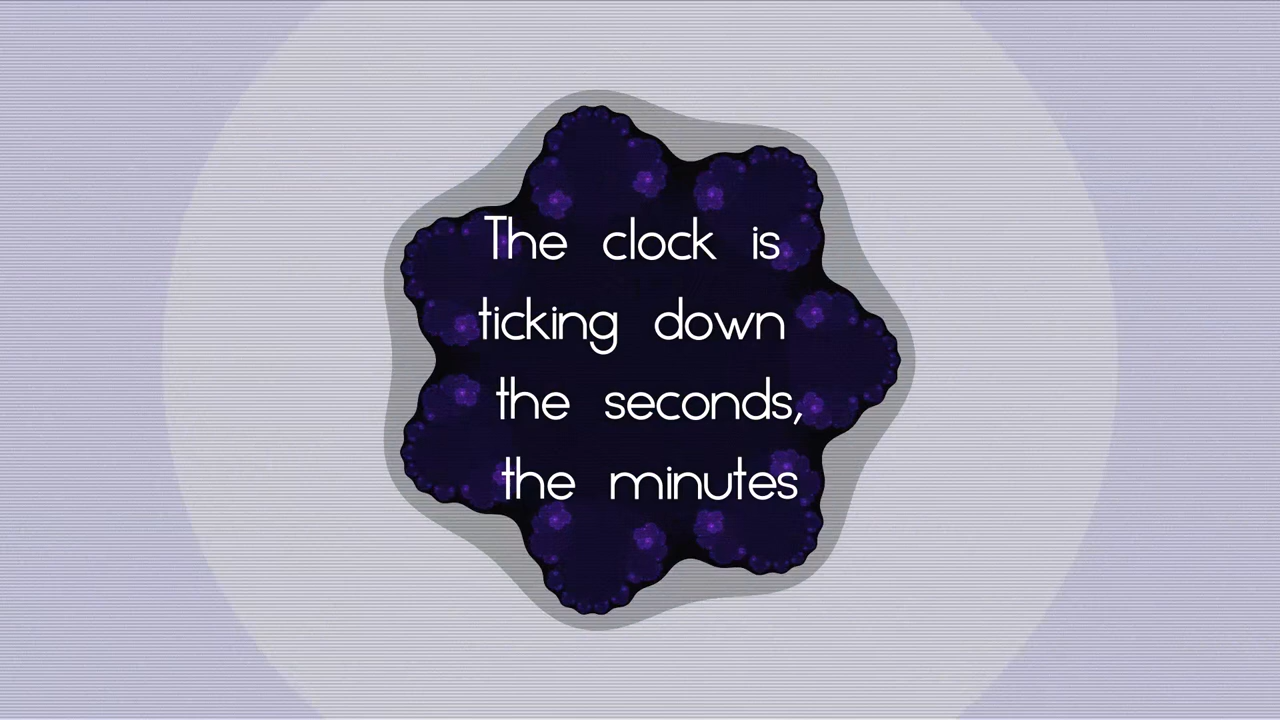 The clock is
ticking down
the seconds,
the minutes